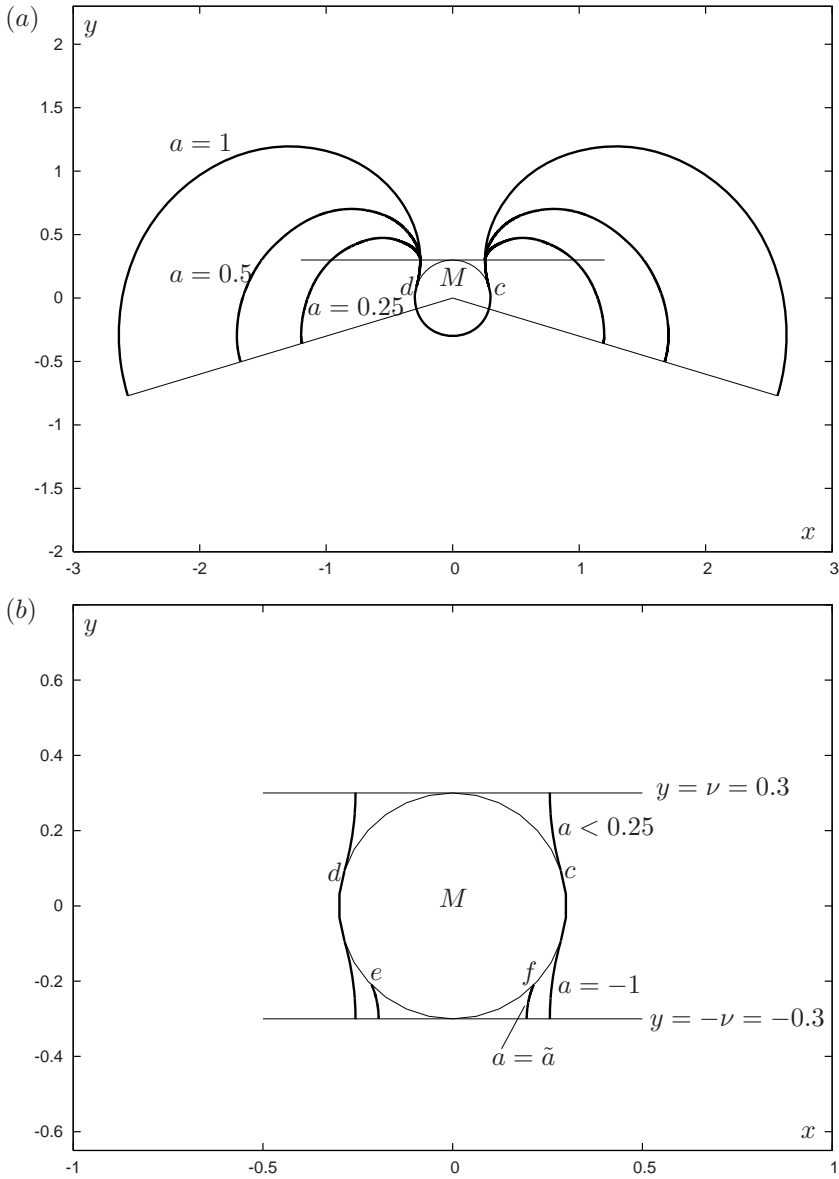 (a)
y
2
1.5
1
0.5
0
-0.5
-1
-1.5
-2
a = 1
a = 0.5
a = 0.25
d
M
c
x
-3
-2
-1
0
1
2
3
(b)
y
0.6
0.4
0.2
0
-0.2
-0.4
-0.6
y = ν = 0.3
a < 0.25
d
c
M
e
f
a = −1
y = −ν = −0.3
a = ã
x
-1
-0.5
0
0.5
1